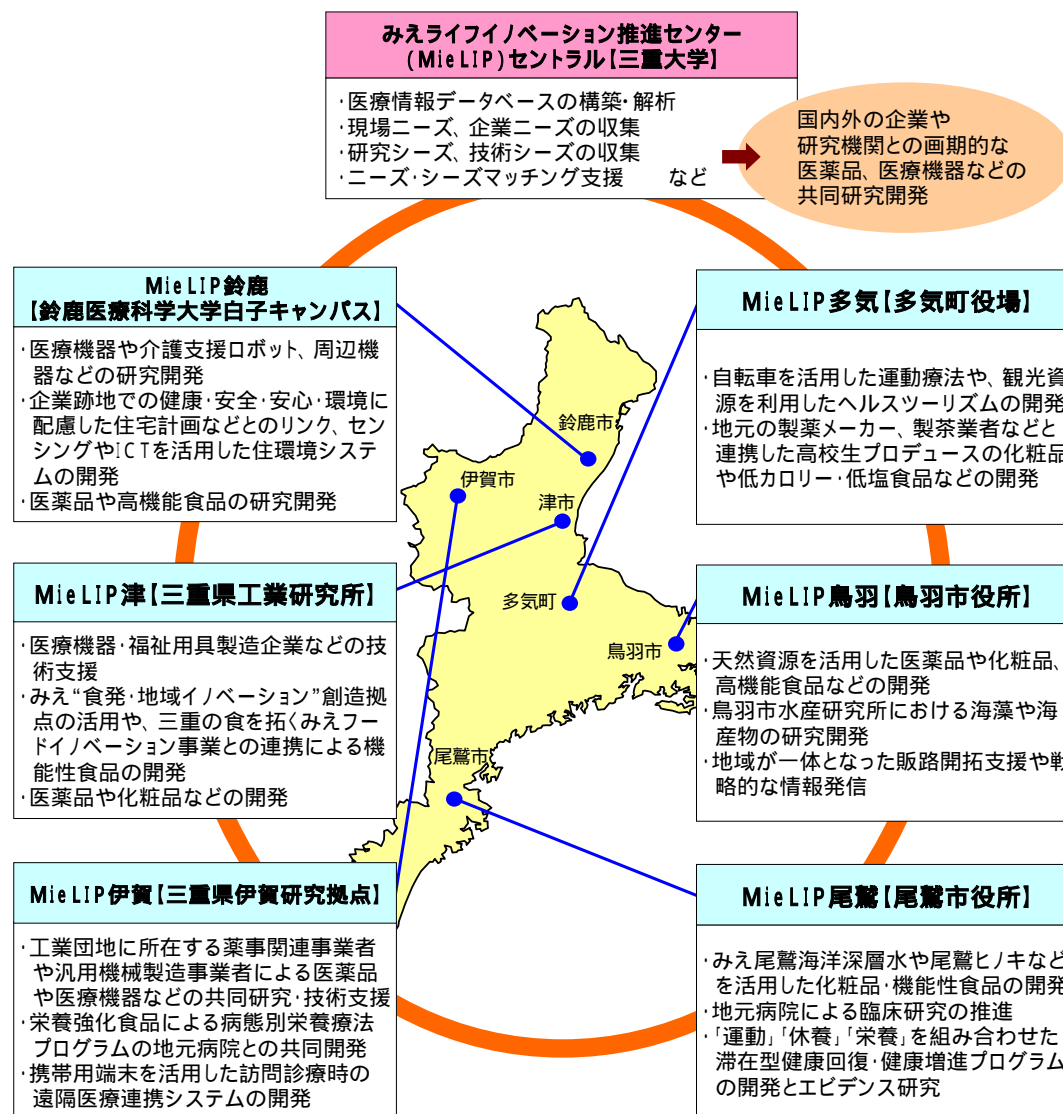 みえライフイノベーション推進センター
(MieLIP)セントラル【三重大学】
・医療情報データベースの構築・解析
・現場ニーズ、企業ニーズの収集
・研究シーズ、技術シーズの収集
・ニーズ・シーズマッチング支援　　など
国内外の企業や
研究機関との画期的な
医薬品、医療機器などの
共同研究開発
MieLIP鈴鹿
【鈴鹿医療科学大学白子キャンパス】
・医療機器や介護支援ロボット、周辺機
器などの研究開発
・企業跡地での健康・安全・安心・環境に
配慮した住宅計画などとのリンク、セン
シングやICTを活用した住環境システ
ムの開発
・医薬品や高機能食品の研究開発
MieLIP多気【多気町役場】
・自転車を活用した運動療法や、観光資
源を利用したヘルスツーリズムの開発
・地元の製薬メーカー、製茶業者などと
連携した高校生プロデュースの化粧品
や低カロリー・低塩食品などの開発
鈴鹿市
伊賀市
津市
多気町
鳥羽市
尾鷲市
MieLIP津【三重県工業研究所】
・医療機器・福祉用具製造企業などの技
術支援
・みえ“食発・地域イノベーション”創造拠
点の活用や、三重の食を拓くみえフー
ドイノベーション事業との連携による機
能性食品の開発
・医薬品や化粧品などの開発
MieLIP鳥羽【鳥羽市役所】
・天然資源を活用した医薬品や化粧品、
高機能食品などの開発
・鳥羽市水産研究所における海藻や海
産物の研究開発
・地域が一体となった販路開拓支援や戦
略的な情報発信
MieLIP伊賀【三重県伊賀研究拠点】
・工業団地に所在する薬事関連事業者
や汎用機械製造事業者による医薬品
や医療機器などの共同研究・技術支援
・栄養強化食品による病態別栄養療法
プログラムの地元病院との共同開発
・携帯用端末を活用した訪問診療時の
遠隔医療連携システムの開発
MieLIP尾鷲【尾鷲市役所】
・みえ尾鷲海洋深層水や尾鷲ヒノキなど
を活用した化粧品・機能性食品の開発
・地元病院による臨床研究の推進
・「運動」「休養」「栄養」を組み合わせた
滞在型健康回復・健康増進プログラム
の開発とエビデンス研究